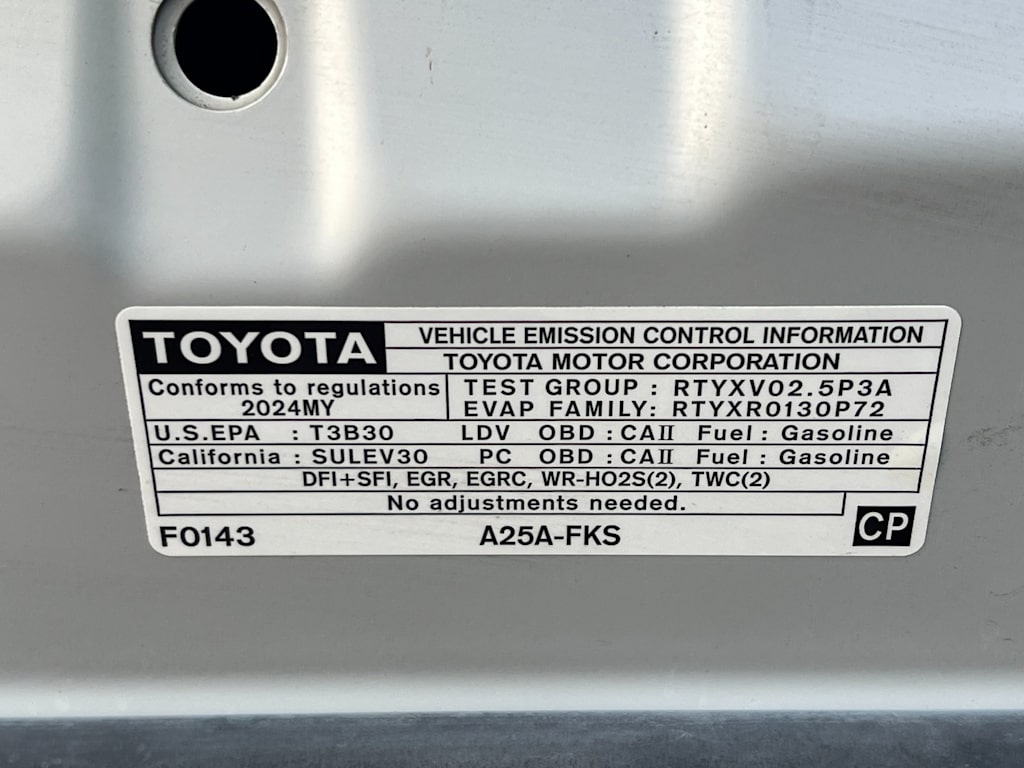 TOYOTA
VEHICLE EMISSION CONTROL INFORMATION
TOYOTA MOTOR CORPORATION
Conforms to regulations
2024MY
TEST GROUP : RTYXV02.5P3A
EVAP FAMILY: RTYXR0130P72
U.S.EPA : T3B30 LDV OBD : CAII Fuel : Gasoline
California : SULEV30 PC OBD : CAII Fuel : Gasoline
DFI+SFI, EGR, EGRC, WR-HO2S(2), TWC(2)
No adjustments needed.
F0143 A25A-FKS CP